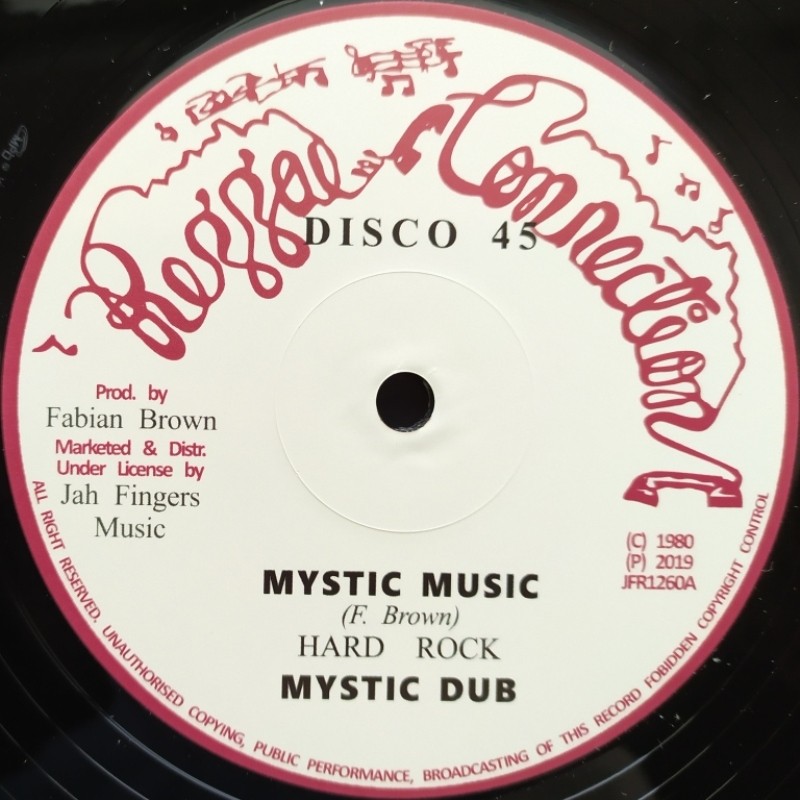 Reggae Connection
DISCO 45
Prod. by
Fabian Brown
Marketed & Distr.
Under License by
Jah Fingers
Music
(C) 1980
(P) 2019
JFR1260A
MYSTIC MUSIC
(F. Brown)
HARD ROCK
MYSTIC DUB
ALL RIGHT RESERVED. UNAUTHORISED COPYING, PUBLIC PERFORMANCE, BROADCASTING OF THIS RECORD FOBIDDEN COPYRIGHT CONTROL